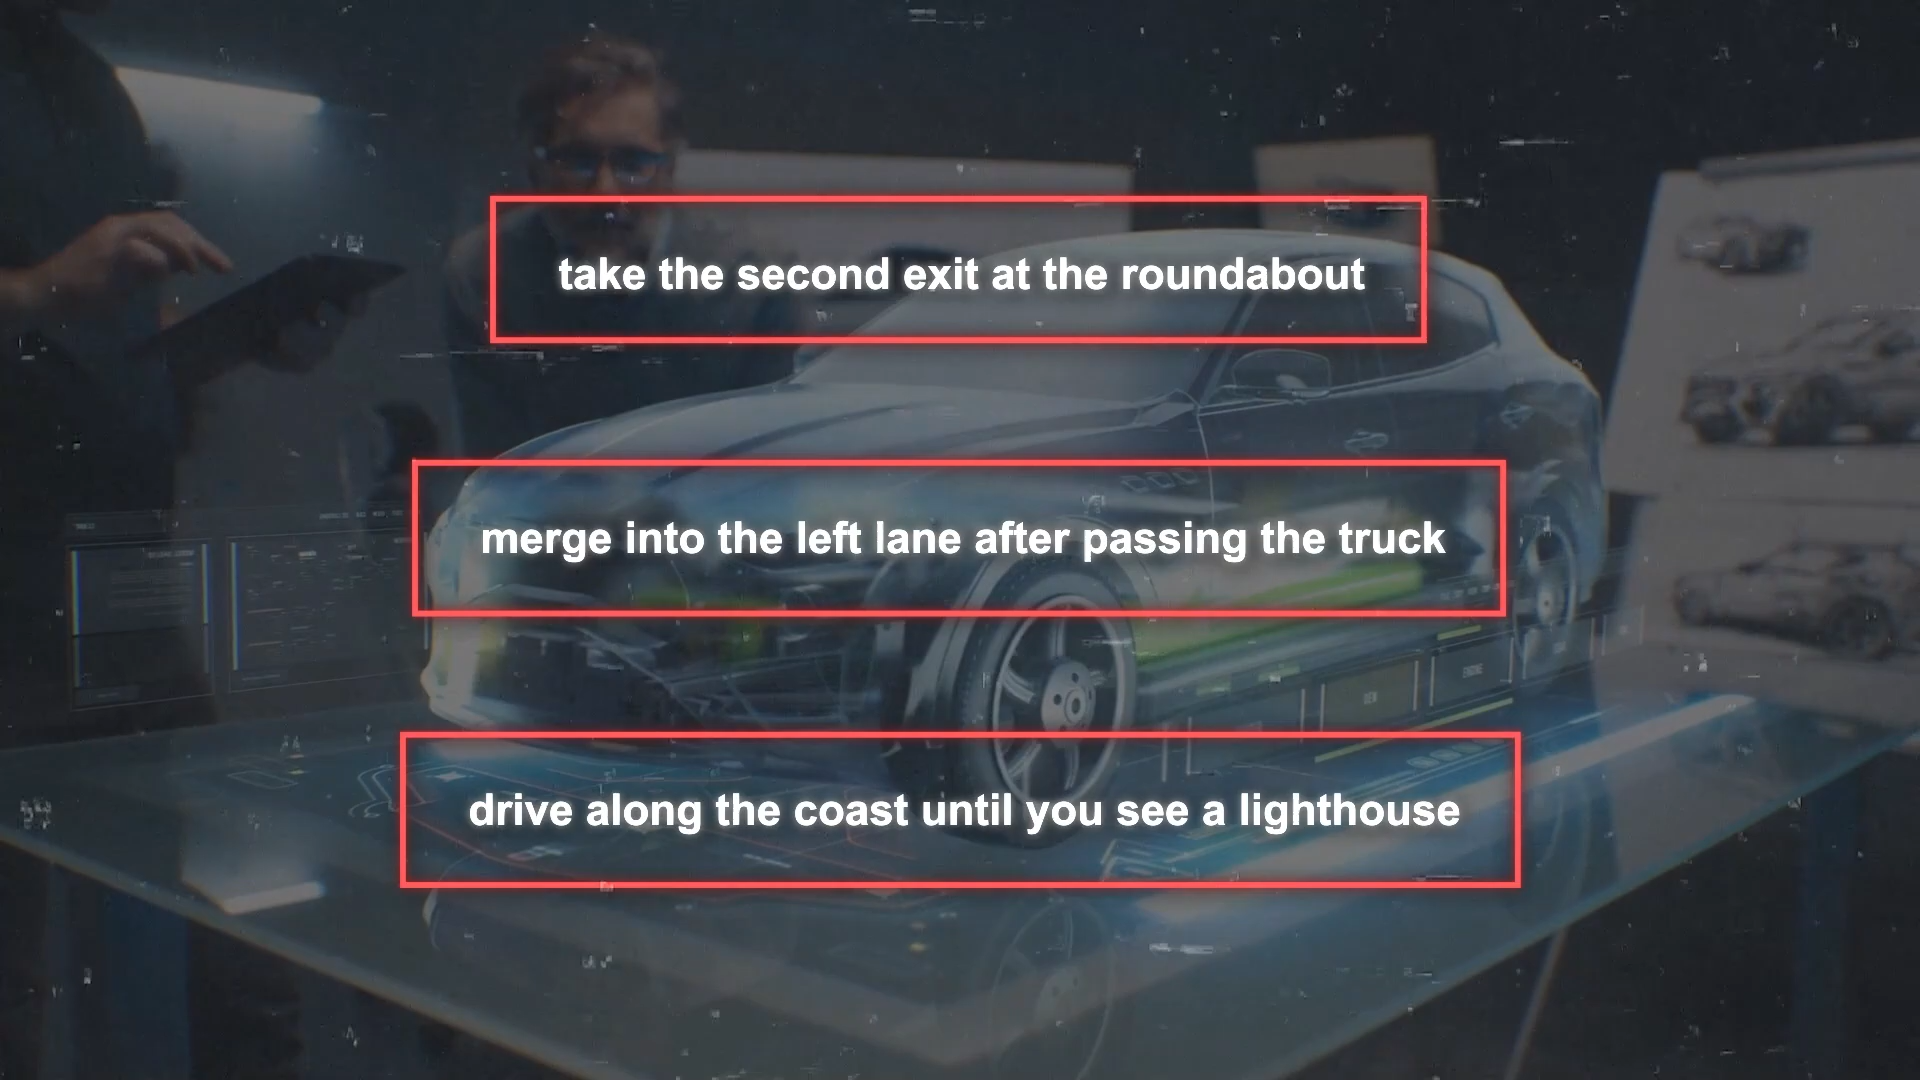 take the second exit at the roundabout
merge into the left lane after passing the truck
drive along the coast until you see a lighthouse
ENGINE